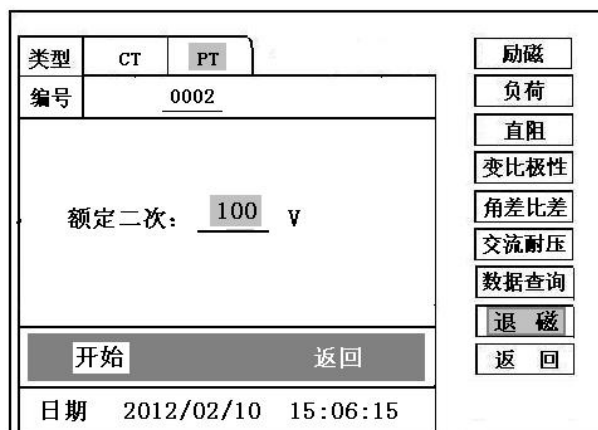 类型 CT PT
编号 0002
额定二次: 100 V
开始 返回
日期 2012/02/10 15:06:15
励磁
负荷
直阻
变比极性
角差比差
交流耐压
数据查询
退 磁
返 回